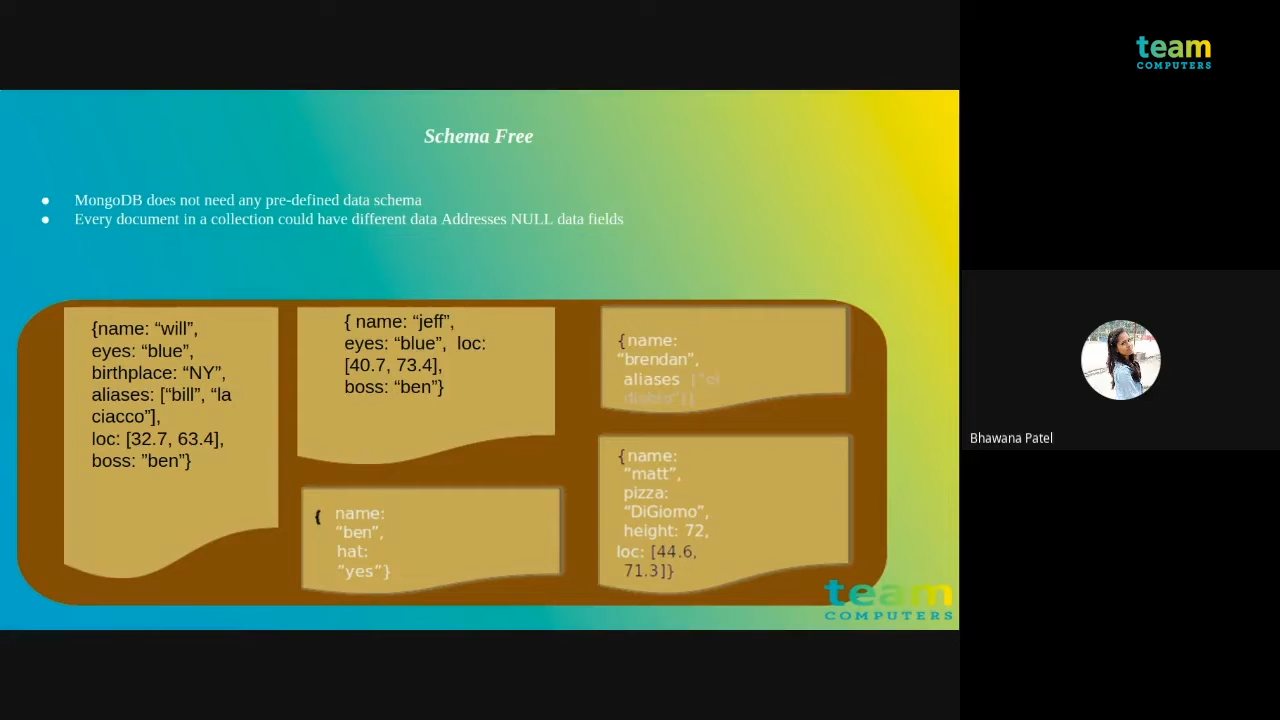 team
COMPUTERS
Schema Free
● MongoDB does not need any pre-defined data schema
● Every document in a collection could have different data Addresses NULL data fields
{name: “will”,
eyes: “blue”,
birthplace: “NY”,
aliases: [“bill”, “la
ciacco”],
loc: [32.7, 63.4],
boss: ”ben”}
{ name: “jeff”,
eyes: “blue”, loc:
[40.7, 73.4],
boss: “ben”}
{ name:
“ben”,
hat:
”yes”}
{name:
“brendan”,
aliases
{name:
“matt”,
pizza:
“DiGiorno”,
height: 72,
loc: [44.6,
71.3]}
team
COMPUTERS
Bhawana Patel